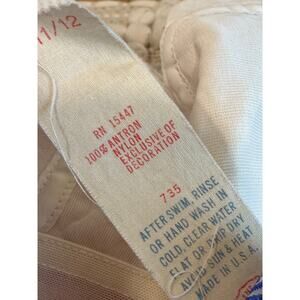 11/12
RN 15447
100% ANTRON
NYLON
EXCLUSIVE OF
DECORATION
735
AFTER SWIM, RINSE
OR HAND WASH IN
COLD, CLEAR WATER
FLAT OR DRIP DRY
AVOID SUN & HEAT
MADE IN U.S.A.